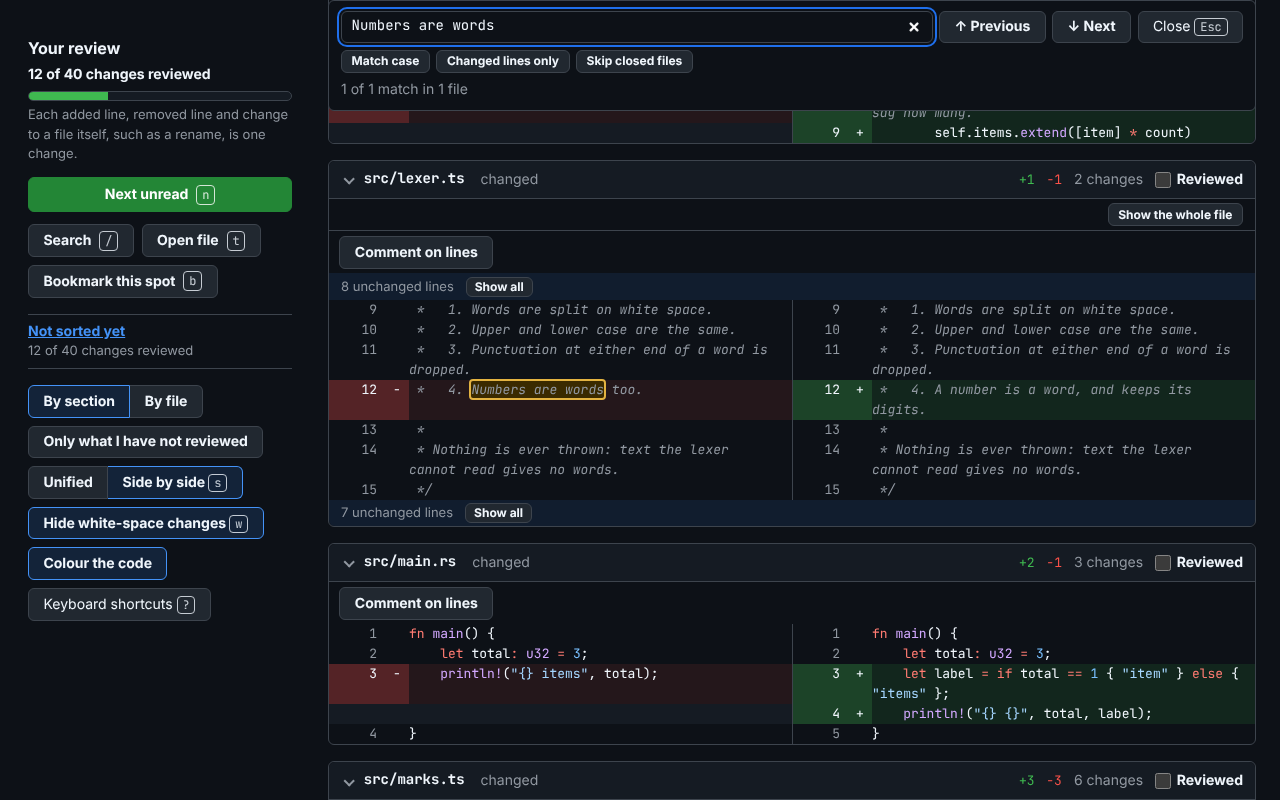 Your review
12 of 40 changes reviewed
Each added line, removed line and change
to a file itself, such as a rename, is one
change.
Next unread n
Search / Open file t
Bookmark this spot b
Not sorted yet
12 of 40 changes reviewed
By section By file
Only what I have not reviewed
Unified Side by side s
Hide white-space changes w
Colour the code
Keyboard shortcuts ?
Numbers are words × ↑ Previous ↓ Next Close Esc
Match case Changed lines only Skip closed files
1 of 1 match in 1 file
say how many.
9 + self.items.extend([item] * count)
src/lexer.ts changed +1 -1 2 changes Reviewed
Show the whole file
Comment on lines
8 unchanged lines Show all
9 * 1. Words are split on white space. 9 * 1. Words are split on white space.
10 * 2. Upper and lower case are the same. 10 * 2. Upper and lower case are the same.
11 * 3. Punctuation at either end of a word is 11 * 3. Punctuation at either end of a word is
dropped. dropped.
12 - * 4. Numbers are words too. 12 + * 4. A number is a word, and keeps its
digits.
13 * 13 *
14 * Nothing is ever thrown: text the lexer 14 * Nothing is ever thrown: text the lexer
cannot read gives no words. cannot read gives no words.
15 */ 15 */
7 unchanged lines Show all
src/main.rs changed +2 -1 3 changes Reviewed
Comment on lines
1 fn main() { 1 fn main() {
2 let total: u32 = 3; 2 let total: u32 = 3;
3 - println!("{} items", total); 3 + let label = if total == 1 { "item" } else {
"items" };
4 + println!("{} {}", total, label);
4 } 5 }
src/marks.ts changed +3 -3 6 changes Reviewed